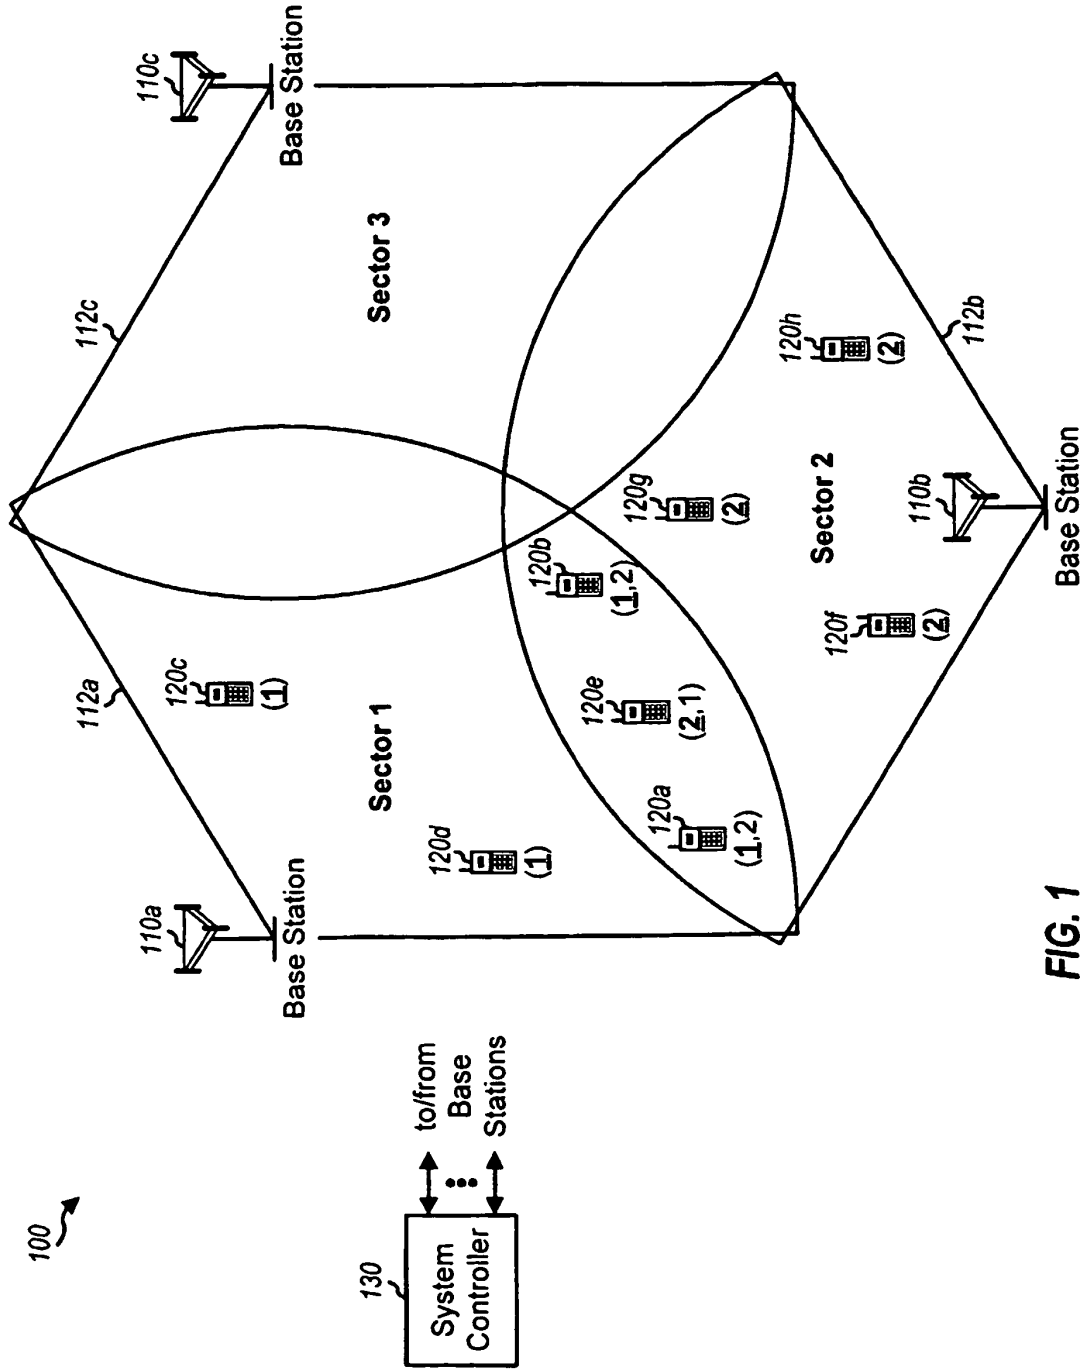 100
112a
112c
110a
110c
120c
(1)
Base Station
Base Station
130
System
Controller
to/from
Base
Stations
Sector 1
Sector 3
120d
(1)
120b
(1,2)
120e
(2,1)
120g
(2)
120a
(1,2)
120h
(2)
Sector 2
120f
(2)
110b
112b
Base Station
FIG. 1